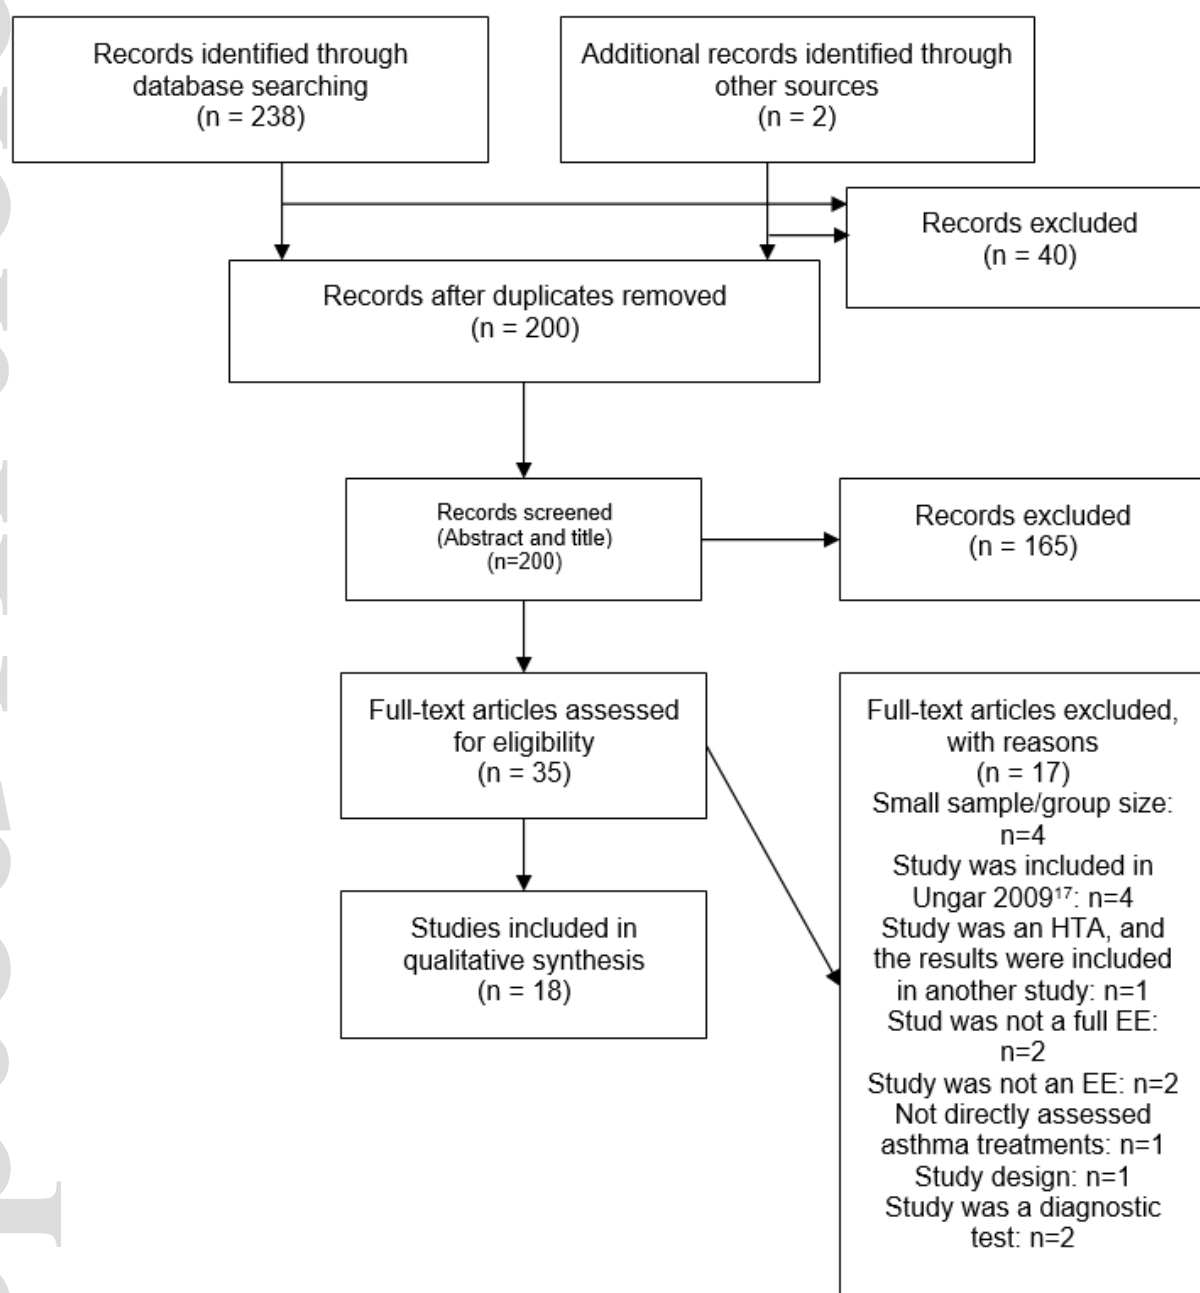 Records identified through
database searching
(n = 238)
Additional records identified through
other sources
(n = 2)
Records excluded
(n = 40)
Records after duplicates removed
(n = 200)
Records screened
(Abstract and title)
(n=200)
Records excluded
(n = 165)
Full-text articles assessed
for eligibility
(n = 35)
Full-text articles excluded,
with reasons
(n = 17)
Small sample/group size:
n=4
Study was included in
Ungar 2009¹⁷: n=4
Study was an HTA, and
the results were included
in another study: n=1
Stud was not a full EE:
n=2
Study was not an EE: n=2
Not directly assessed
asthma treatments: n=1
Study design: n=1
Study was a diagnostic
test: n=2
Studies included in
qualitative synthesis
(n = 18)